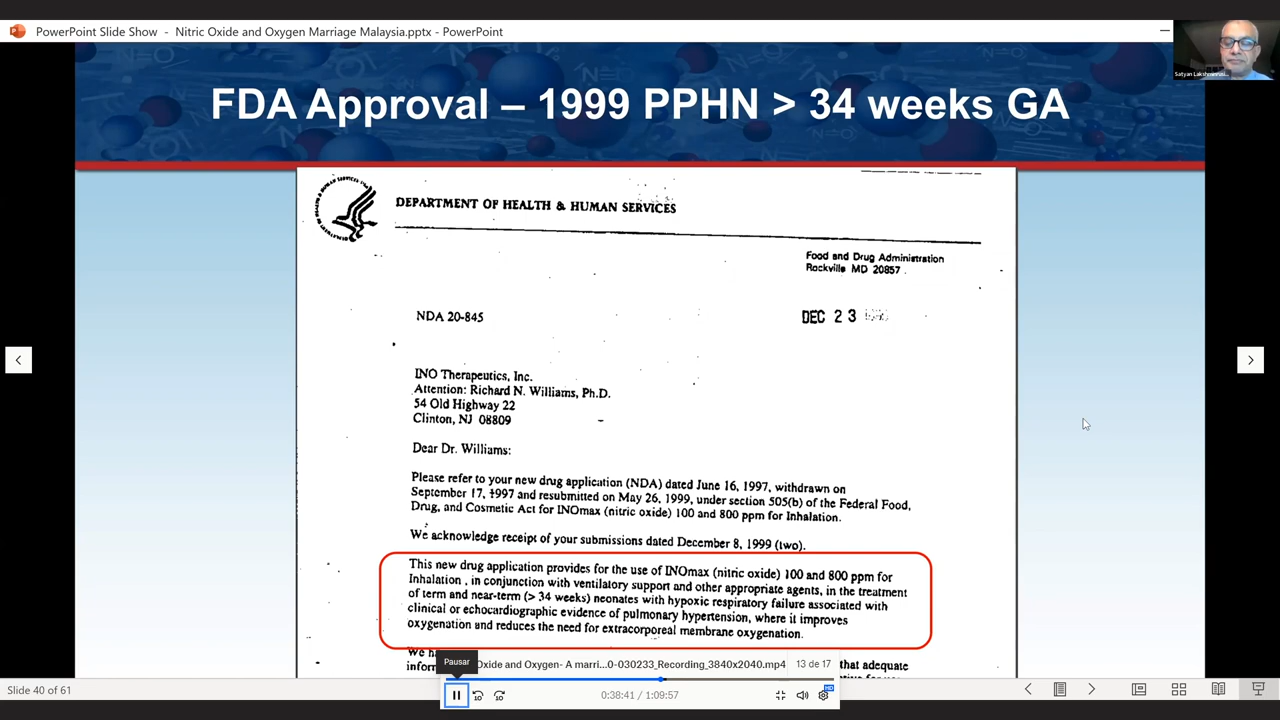 PowerPoint Slide Show - Nitric Oxide and Oxygen Marriage Malaysia.pptx - PowerPoint
FDA Approval – 1999 PPHN > 34 weeks GA
DEPARTMENT OF HEALTH & HUMAN SERVICES
Food and Drug Administration
Rockville MD 20857
NDA 20-845
DEC 23
INO Therapeutics, Inc.
Attention: Richard N. Williams, Ph.D.
54 Old Highway 22
Clinton, NJ 08809
Dear Dr. Williams:
Please refer to your new drug application (NDA) dated June 16, 1997, withdrawn on
September 17, 1997 and resubmitted on May 26, 1999, under section 505(b) of the Federal Food,
Drug, and Cosmetic Act for INOmax (nitric oxide) 100 and 800 ppm for Inhalation.
We acknowledge receipt of your submissions dated December 8, 1999 (two).
This new drug application provides for the use of INOmax (nitric oxide) 100 and 800 ppm for
Inhalation , in conjunction with ventilatory support and other appropriate agents, in the treatment
of term and near-term (> 34 weeks) neonates with hypoxic respiratory failure associated with
clinical or echocardiographic evidence of pulmonary hypertension, where it improves
oxygenation and reduces the need for extracorporeal membrane oxygenation.
We
that adequate
Pausar
Oxide and Oxygen- A marri...0-030233_Recording_3840x2040.mp4
13 de 17
10
10
0:38:41 / 1:09:57
HD
Slide 40 of 61